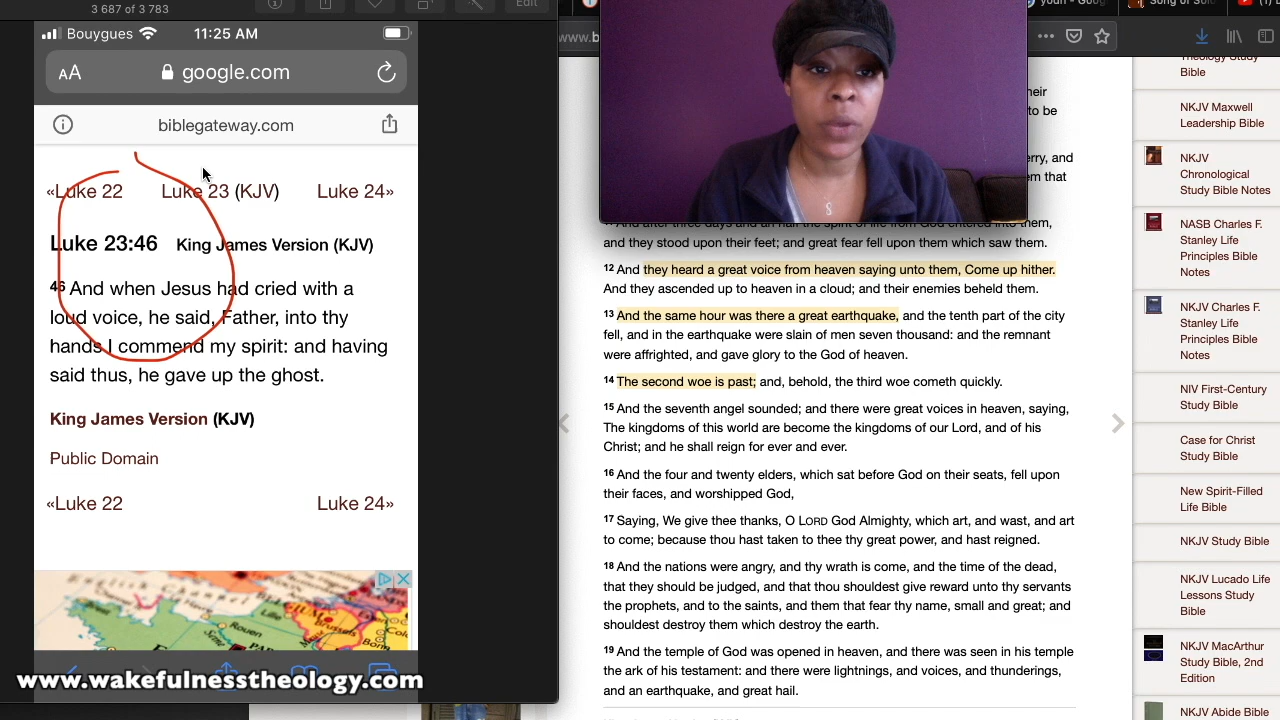 3 687 of 3 783
Edit
Bouygues 11:25 AM
AA google.com
biblegateway.com
«Luke 22 Luke 23 (KJV) Luke 24»
Luke 23:46 King James Version (KJV)
46 And when Jesus had cried with a
loud voice, he said, Father, into thy
hands I commend my spirit: and having
said thus, he gave up the ghost.
King James Version (KJV)
Public Domain
«Luke 22 Luke 24»
Rouen
www.wakefulnesstheology.com
S
www.b
to be
and
that
and they stood upon their feet; and great fear fell upon them which saw them.
12 And they heard a great voice from heaven saying unto them, Come up hither.
And they ascended up to heaven in a cloud; and their enemies beheld them.
13 And the same hour was there a great earthquake, and the tenth part of the city
fell, and in the earthquake were slain of men seven thousand: and the remnant
were affrighted, and gave glory to the God of heaven.
14 The second woe is past; and, behold, the third woe cometh quickly.
15 And the seventh angel sounded; and there were great voices in heaven, saying,
The kingdoms of this world are become the kingdoms of our Lord, and of his
Christ; and he shall reign for ever and ever.
16 And the four and twenty elders, which sat before God on their seats, fell upon
their faces, and worshipped God,
17 Saying, We give thee thanks, O LORD God Almighty, which art, and wast, and art
to come; because thou hast taken to thee thy great power, and hast reigned.
18 And the nations were angry, and thy wrath is come, and the time of the dead,
that they should be judged, and that thou shouldest give reward unto thy servants
the prophets, and to the saints, and them that fear thy name, small and great; and
shouldest destroy them which destroy the earth.
19 And the temple of God was opened in heaven, and there was seen in his temple
the ark of his testament: and there were lightnings, and voices, and thunderings,
and an earthquake, and great hail.
Theology Study
Bible
NKJV Maxwell
Leadership Bible
NKJV
Chronological
Study Bible Notes
NASB Charles F.
Stanley Life
Principles Bible
Notes
NKJV Charles F.
Stanley Life
Principles Bible
Notes
NIV First-Century
Study Bible
Case for Christ
Study Bible
New Spirit-Filled
Life Bible
NKJV Study Bible
NKJV Lucado Life
Lessons Study
Bible
NKJV MacArthur
Study Bible, 2nd
Edition
Abide Bible